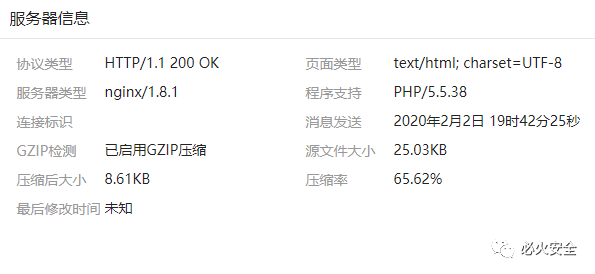 服务器信息
协议类型 HTTP/1.1 200 OK 页面类型 text/html; charset=UTF-8
服务器类型 nginx/1.8.1 程序支持 PHP/5.5.38
连接标识 消息发送 2020年2月2日 19时42分25秒
GZIP检测 已启用GZIP压缩 源文件大小 25.03KB
压缩后大小 8.61KB 压缩率 65.62%
最后修改时间 未知
必火安全